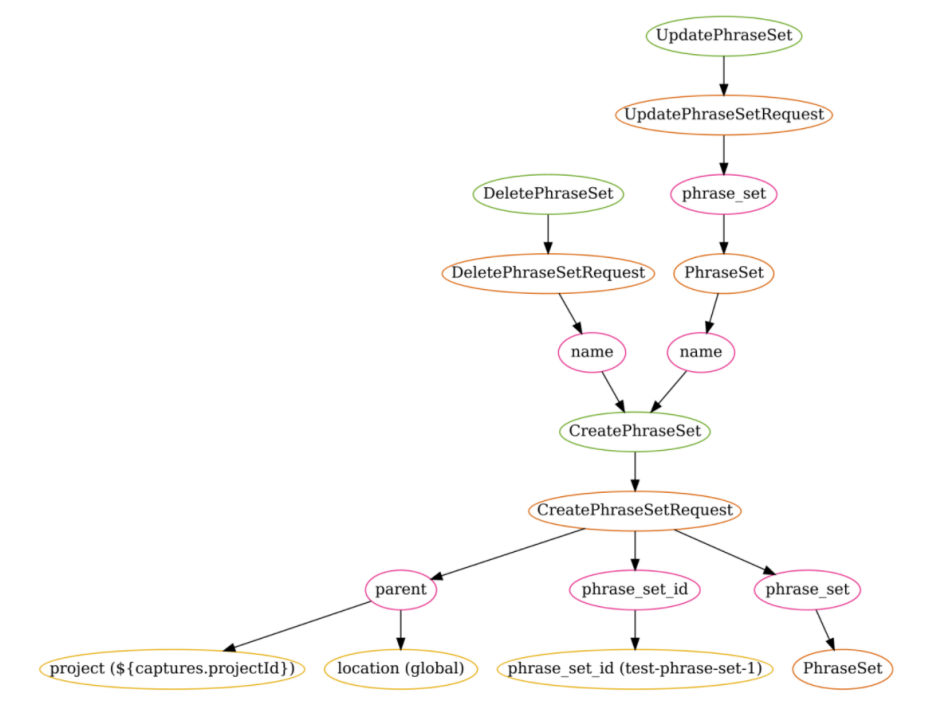 UpdatePhraseSet
UpdatePhraseSetRequest
DeletePhraseSet
phrase_set
DeletePhraseSetRequest
PhraseSet
name
name
CreatePhraseSet
CreatePhraseSetRequest
parent
phrase_set_id
phrase_set
project (${captures.projectId})
location (global)
phrase_set_id (test-phrase-set-1)
PhraseSet